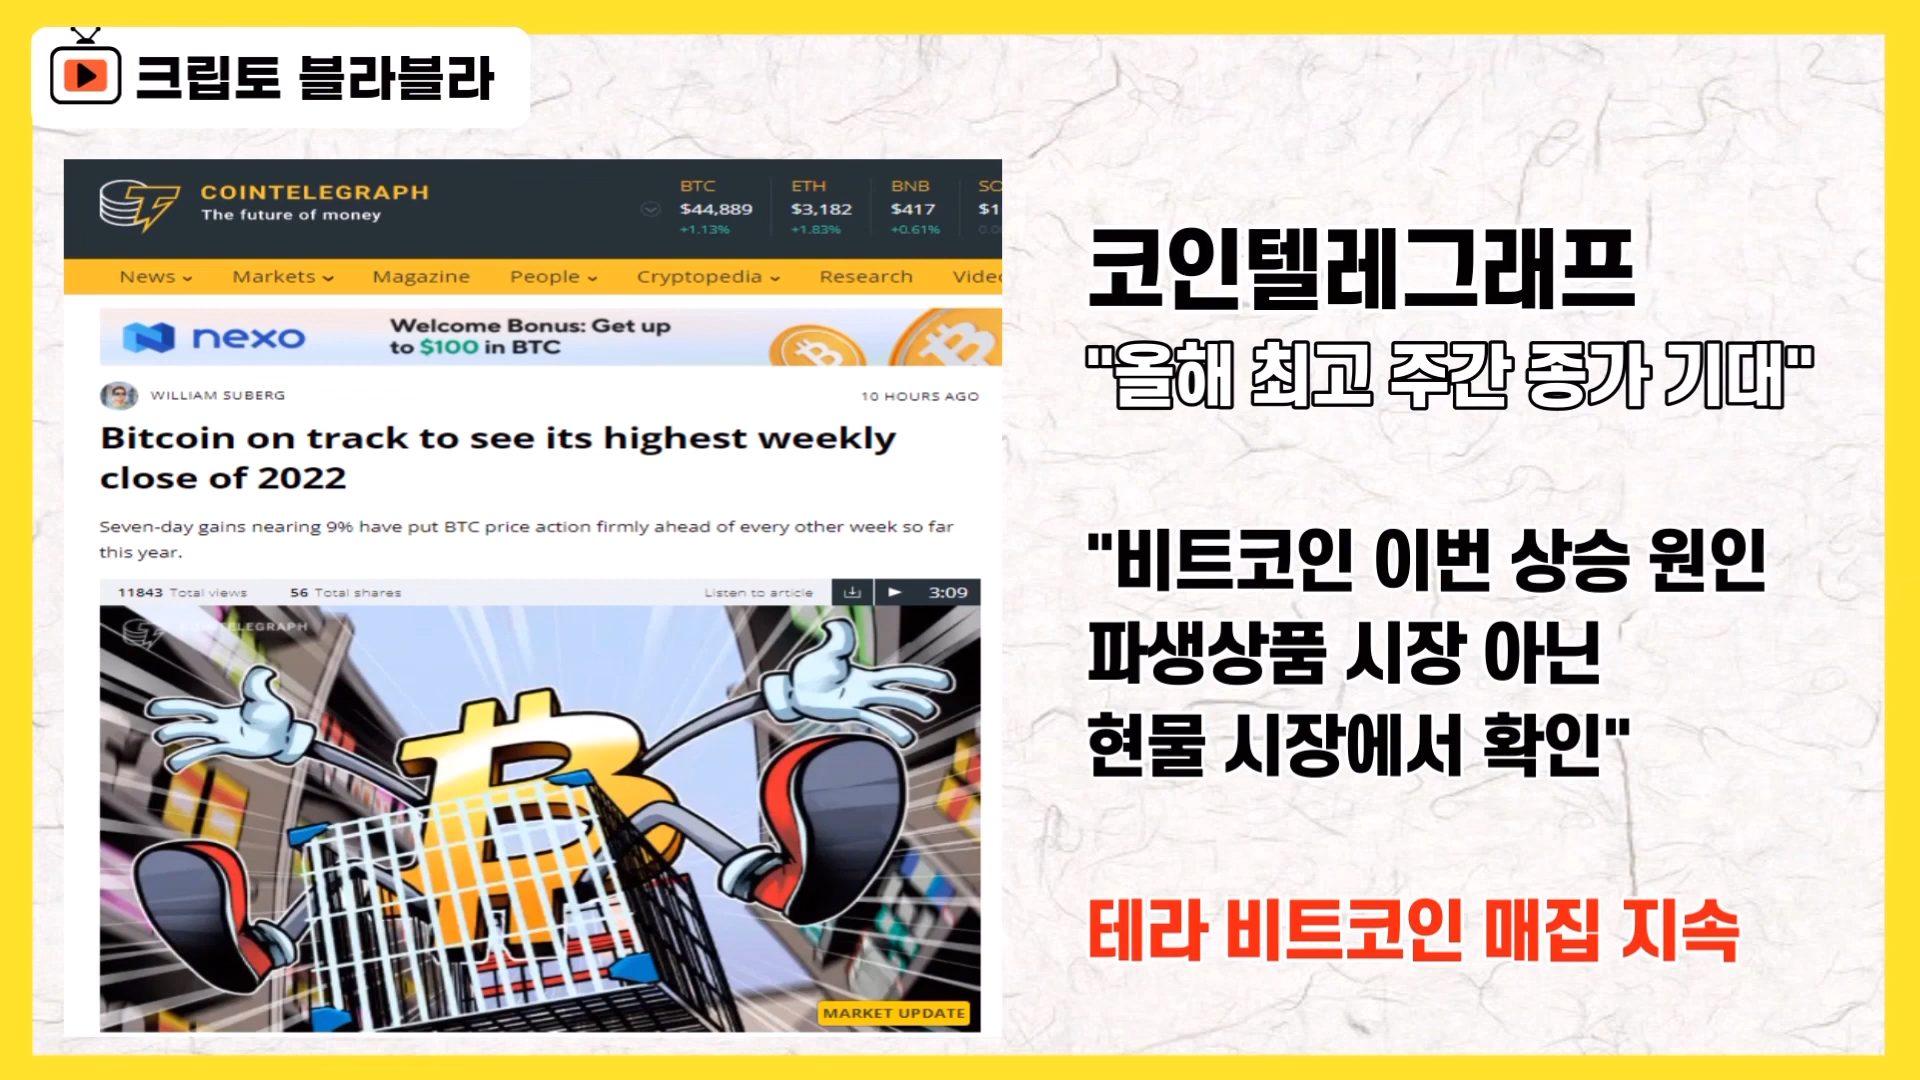 크립토 블라블라
COINTELEGRAPH
The future of money
BTC ETH BNB
$44,889 $3,182 $417
+1.13% +1.83% +0.61%
News Markets Magazine People Cryptopedia Research
nexo
Welcome Bonus: Get up
to $100 in BTC
WILLIAM SUBERG
10 HOURS AGO
Bitcoin on track to see its highest weekly
close of 2022
Seven-day gains nearing 9% have put BTC price action firmly ahead of every other week so far
this year.
11843 Total views 56 Total shares Listen to article 3:09
COINTELEGRAPH
MARKET UPDATE
코인텔레그래프
"올해 최고 주간 종가 기대"
"비트코인 이번 상승 원인
파생상품 시장 아닌
현물 시장에서 확인"
테라 비트코인 매집 지속